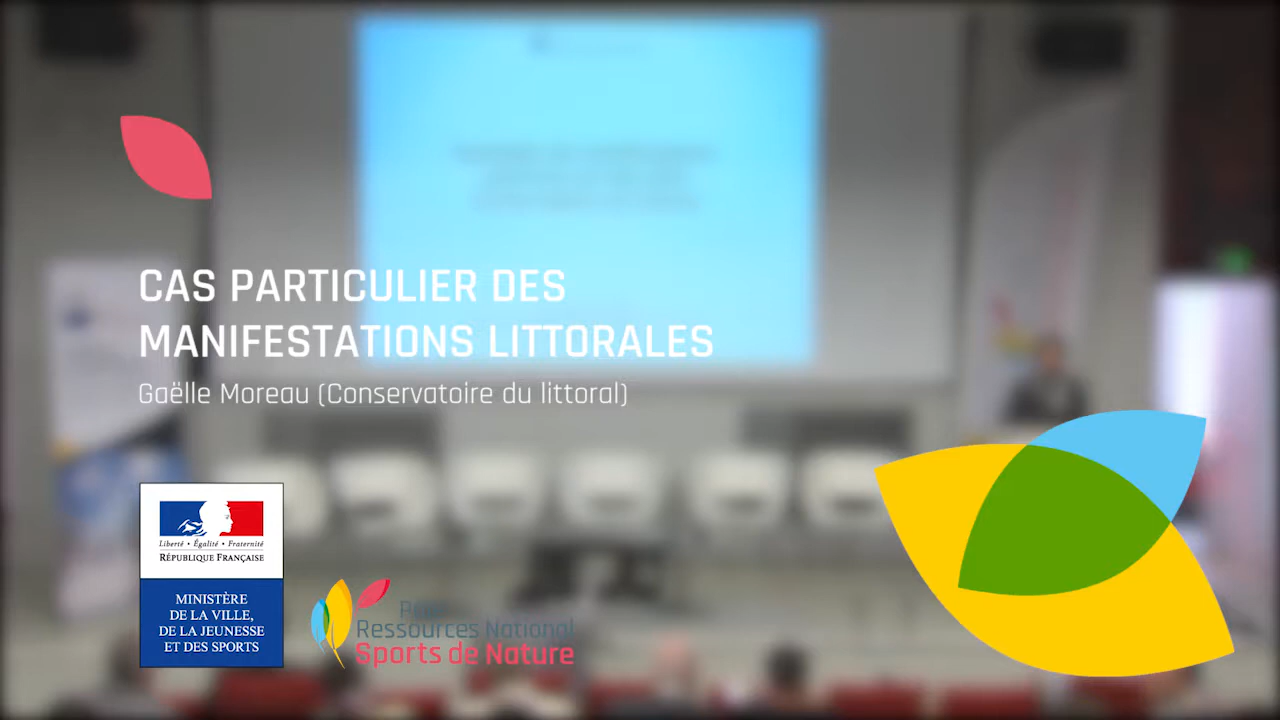 CAS PARTICULIER DES
MANIFESTATIONS LITTORALES
Gaëlle Moreau (Conservatoire du littoral)
Liberté • Égalité • Fraternité
RÉPUBLIQUE FRANÇAISE
MINISTÈRE
DE LA VILLE,
DE LA JEUNESSE
ET DES SPORTS
Pôle
Ressources National
Sports de Nature